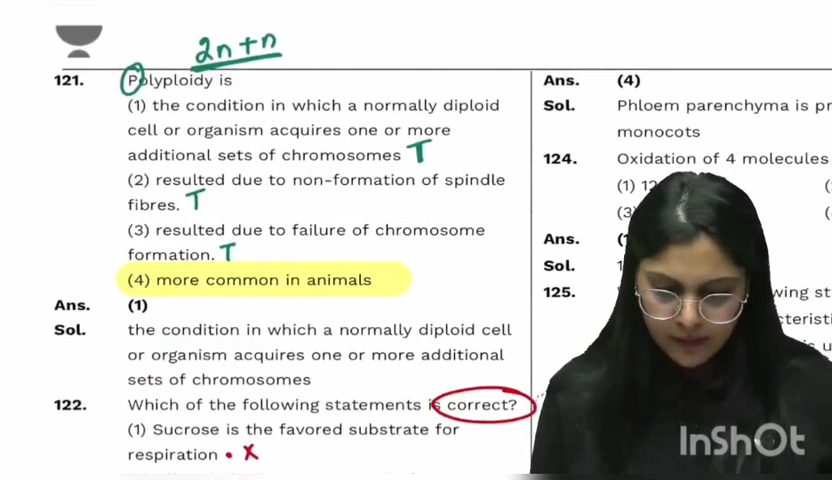 2n+n
121. Polyploidy is
(1) the condition in which a normally diploid
cell or organism acquires one or more
additional sets of chromosomes T
(2) resulted due to non-formation of spindle
fibres. T
(3) resulted due to failure of chromosome
formation. T
(4) more common in animals
Ans. (1)
Sol. the condition in which a normally diploid cell
or organism acquires one or more additional
sets of chromosomes
122. Which of the following statements is correct?
(1) Sucrose is the favored substrate for
respiration • X
Ans. (4)
Sol. Phloem parenchyma is
monocots
124. Oxidation of 4 molecules
(1)
(3)
Ans.
Sol.
125.
InShOt